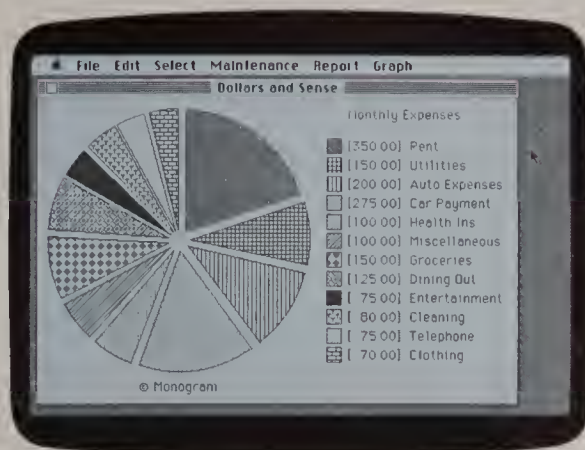 File Edit Select Maintenance Report Graph
Dollars and Sense
Monthly Expenses
[350.00] Rent
[150.00] Utilities
[200.00] Auto Expenses
[275.00] Car Payment
[100.00] Health Ins
[100.00] Miscellaneous
[150.00] Groceries
[125.00] Dining Out
[ 75.00] Entertainment
[ 80.00] Cleaning
[ 75.00] Telephone
[ 70.00] Clothing
© Monogram